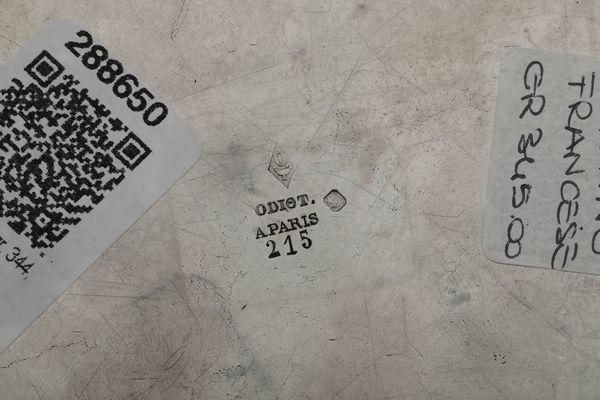 288650
344
ODIOT.
A PARIS
215
FRANCESE
GR 345.00